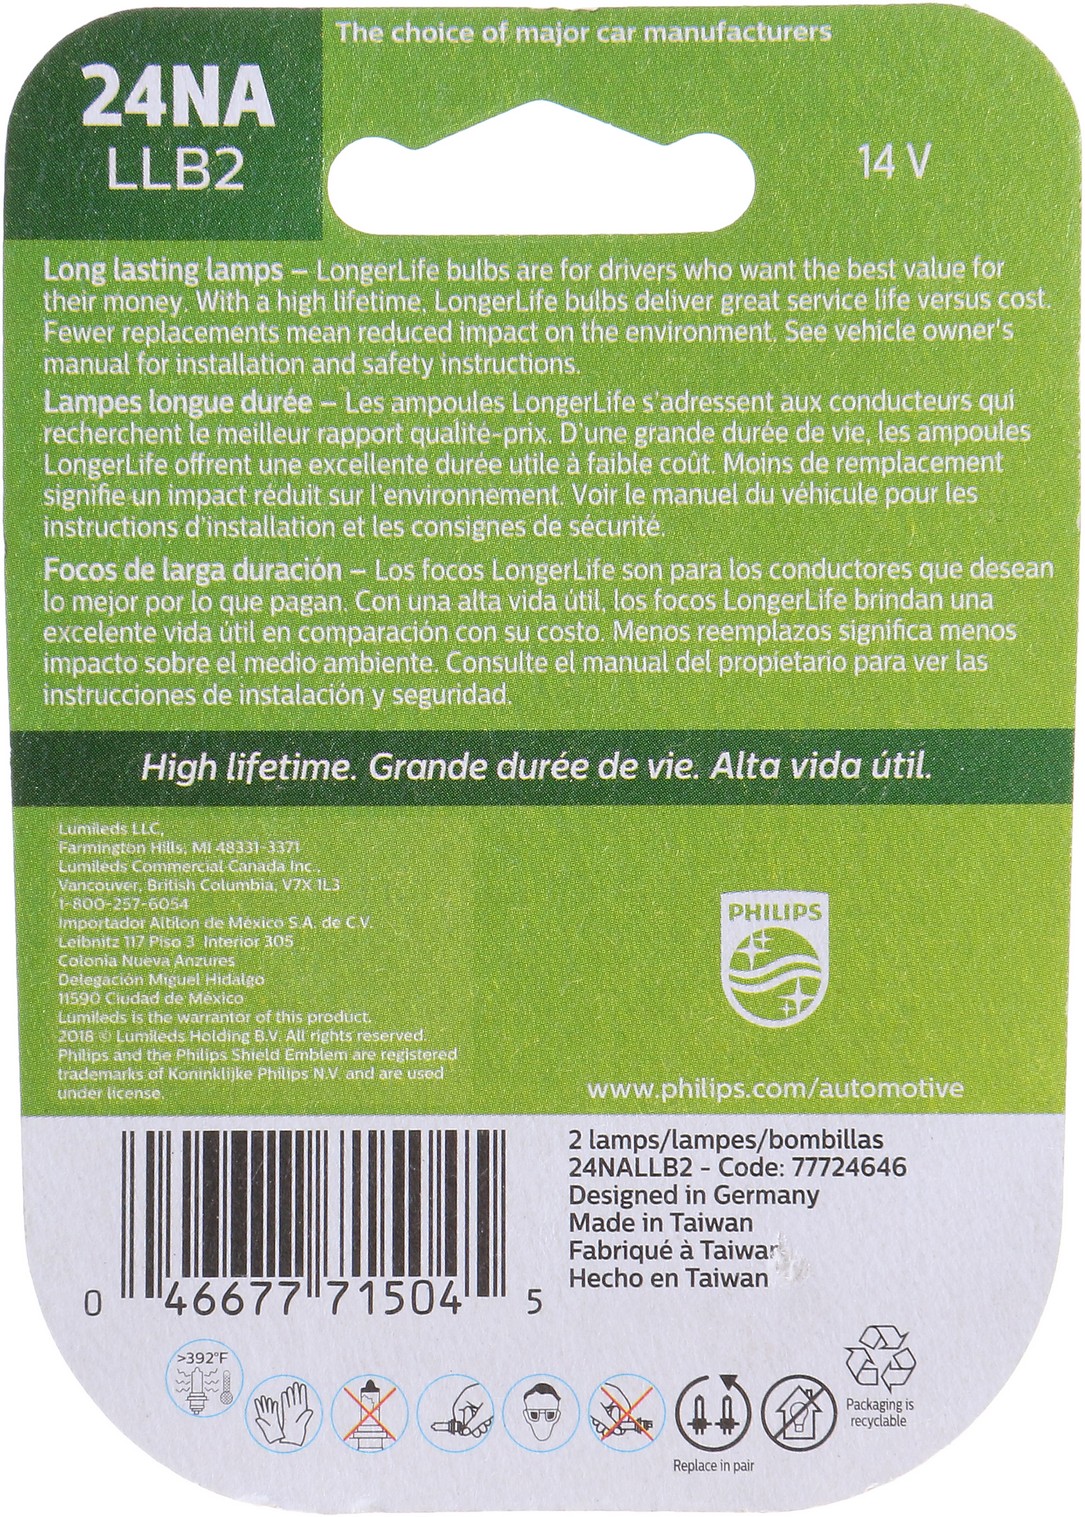 The choice of major car manufacturers
24NA
LLB2
14 V
Long lasting lamps – LongerLife bulbs are for drivers who want the best value for
their money. With a high lifetime, LongerLife bulbs deliver great service life versus cost.
Fewer replacements mean reduced impact on the environment. See vehicle owner's
manual for installation and safety instructions.
Lampes longue durée – Les ampoules LongerLife s'adressent aux conducteurs qui
recherchent le meilleur rapport qualité-prix. D'une grande durée de vie, les ampoules
LongerLife offrent une excellente durée utile à faible coût. Moins de remplacement
signifie un impact réduit sur l'environnement. Voir le manuel du véhicule pour les
instructions d'installation et les consignes de sécurité.
Focos de larga duración – Los focos LongerLife son para los conductores que desean
lo mejor por lo que pagan. Con una alta vida útil, los focos LongerLife brindan una
excelente vida útil en comparación con su costo. Menos reemplazos significa menos
impacto sobre el medio ambiente. Consulte el manual del propietario para ver las
instrucciones de instalación y seguridad.
High lifetime. Grande durée de vie. Alta vida útil.
Lumileds LLC,
Farmington Hills, MI 48331-3371
Lumileds Commercial Canada Inc.,
Vancouver, British Columbia, V7X 1L3
1-800-257-6054
Importador Altilon de México S.A. de C.V.
Leibnitz 117 Piso 3 Interior 305
Colonia Nueva Anzures
Delegación Miguel Hidalgo
11590 Ciudad de México
Lumileds is the warrantor of this product.
2018 © Lumileds Holding B.V. All rights reserved.
Philips and the Philips Shield Emblem are registered
trademarks of Koninklijke Philips N.V. and are used
under license.
PHILIPS
www.philips.com/automotive
2 lamps/lampes/bombillas
24NALLB2 - Code: 77724646
Designed in Germany
Made in Taiwan
Fabriqué à Taiwan
Hecho en Taiwan
0 46677 71504 5
>392°F
Replace in pair
Packaging is
recyclable